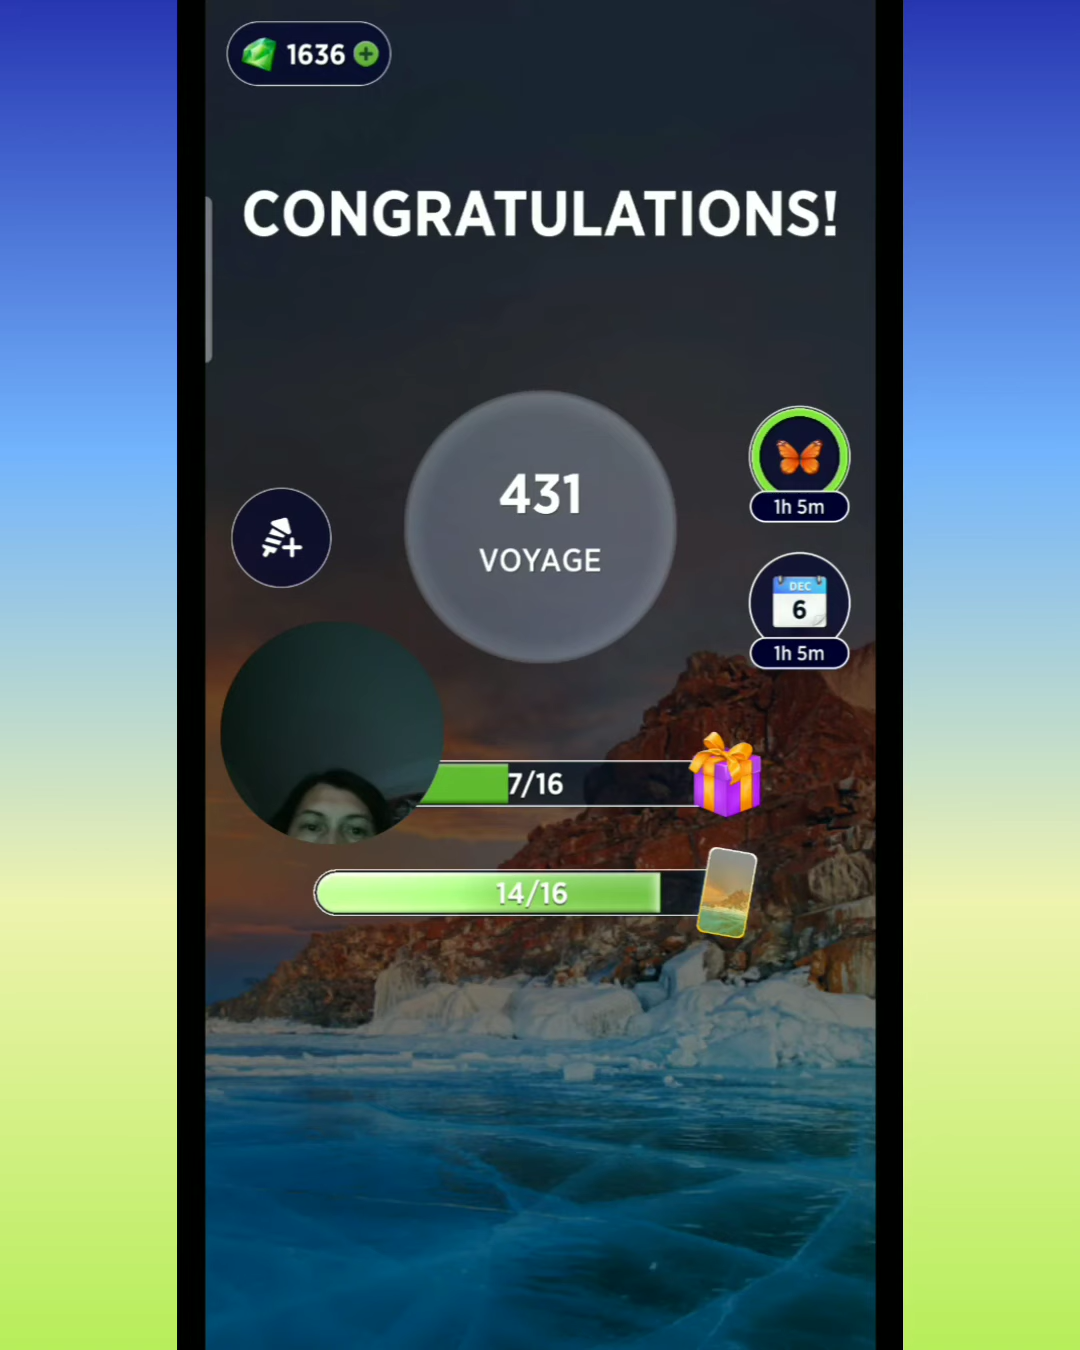 1636
CONGRATULATIONS!
431
VOYAGE
1h 5m
DEC
6
1h 5m
7/16
14/16